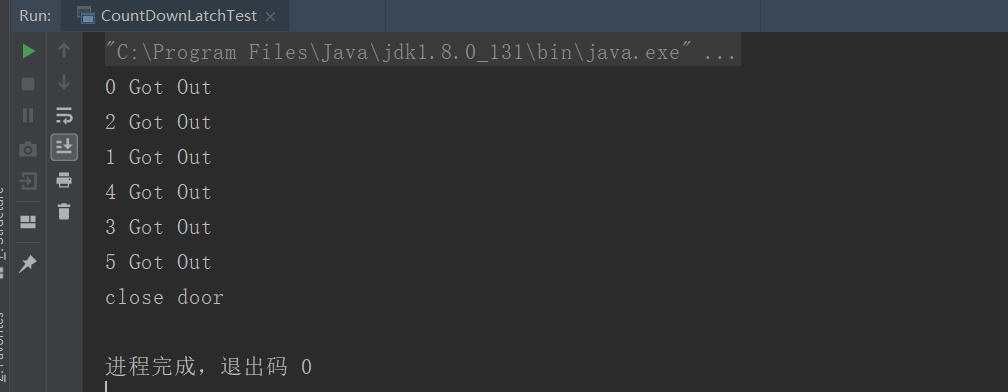 Run: CountDownLatchTest ×
"C:\Program Files\Java\jdk1.8.0_131\bin\java.exe" ...
0 Got Out
2 Got Out
1 Got Out
4 Got Out
3 Got Out
5 Got Out
close door
进程完成，退出码 0